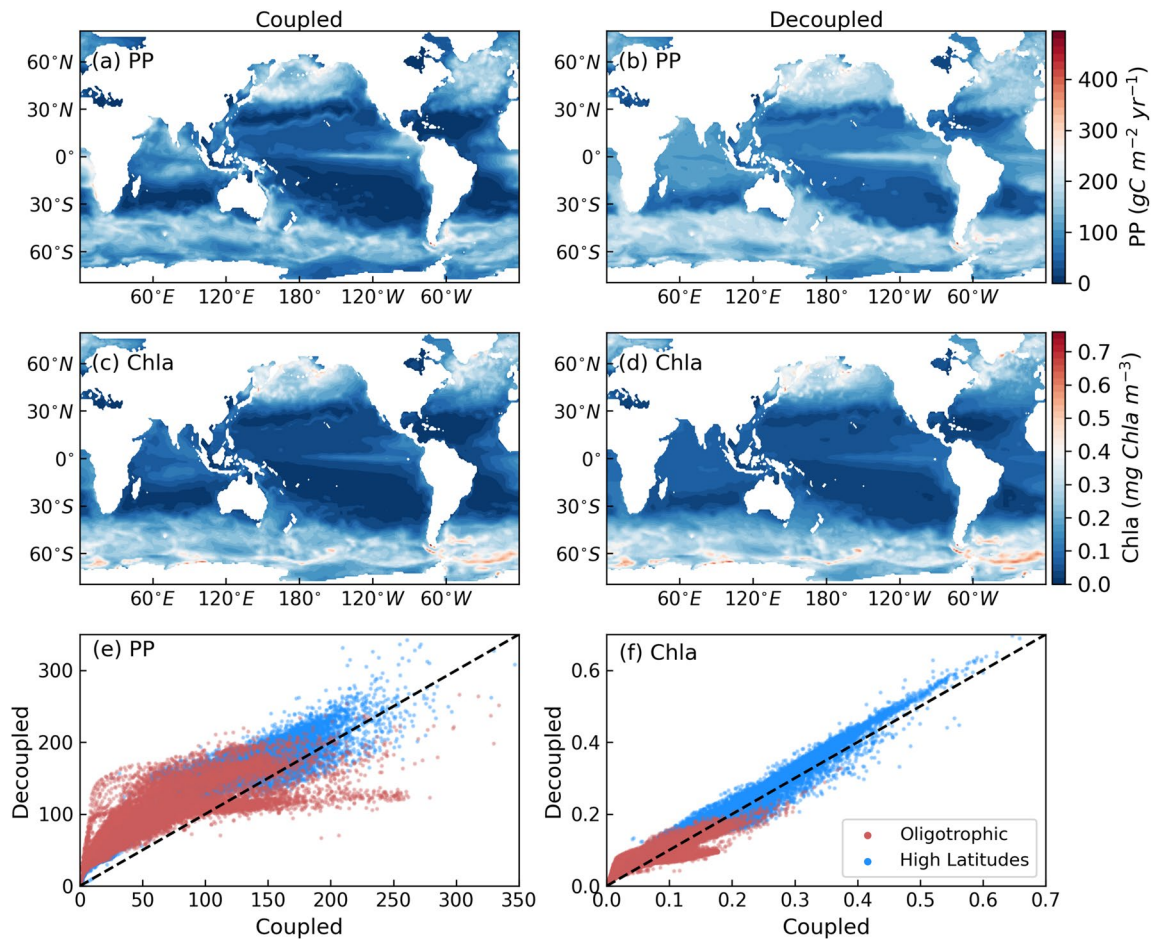 Coupled
Decoupled
(a) PP
(b) PP
60°N
30°N
0°
30°S
60°S
60°E 120°E 180° 120°W 60°W
60°N
30°N
0°
30°S
60°S
60°E 120°E 180° 120°W 60°W
400
300
200
100
0
PP (gC m⁻² yr⁻¹)
(c) Chla
(d) Chla
60°N
30°N
0°
30°S
60°S
60°E 120°E 180° 120°W 60°W
60°N
30°N
0°
30°S
60°S
60°E 120°E 180° 120°W 60°W
0.7
0.6
0.5
0.4
0.3
0.2
0.1
0.0
Chla (mg Chla m⁻³)
(e) PP
Decoupled
300
200
100
0
0 50 100 150 200 250 300 350
Coupled
(f) Chla
Decoupled
0.6
0.4
0.2
0.0
Oligotrophic
High Latitudes
0.0 0.1 0.2 0.3 0.4 0.5 0.6 0.7
Coupled